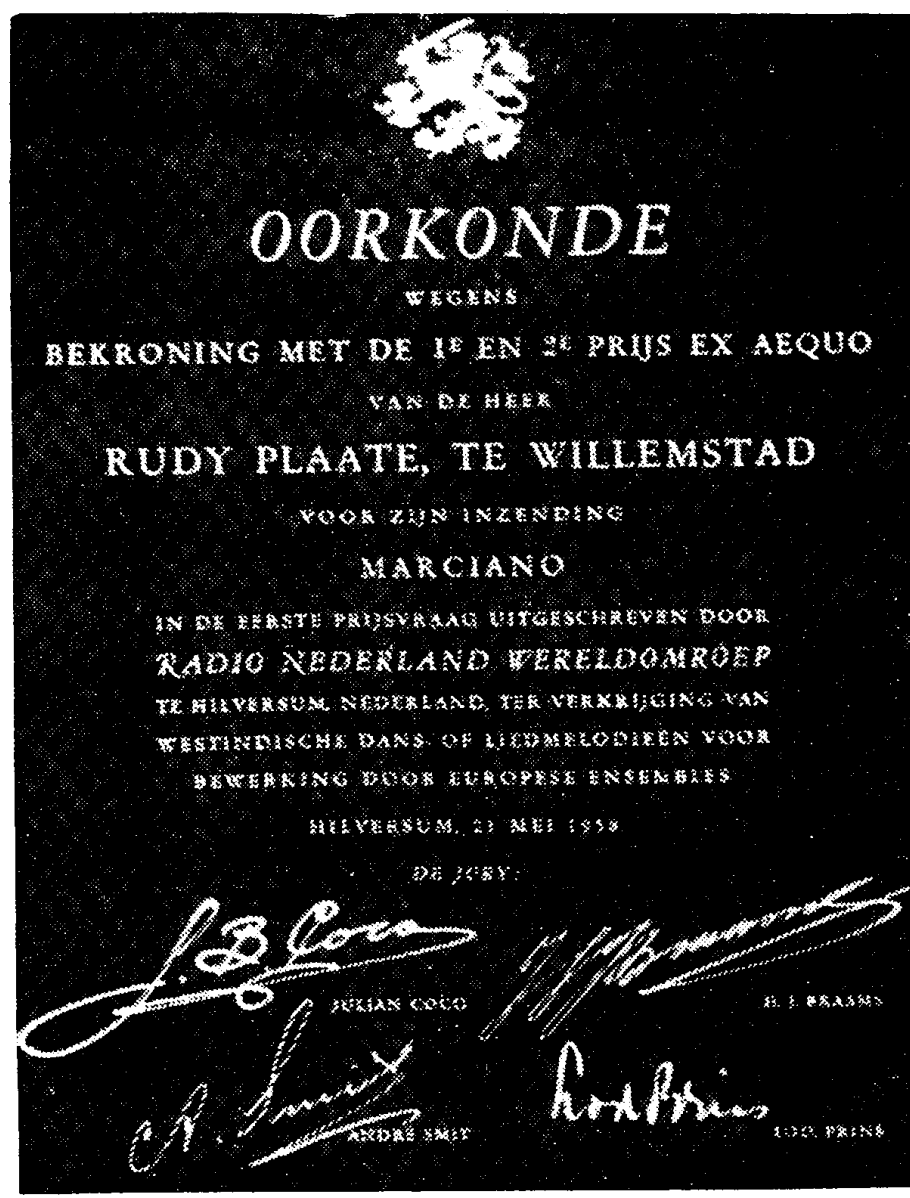 OORKONDE
WEGENS
BEKRONING MET DE 1E EN 2E PRIJS EX AEQUO
VAN DE HEER
RUDY PLAATE, TE WILLEMSTAD
VOOR ZIJN INZENDING
MARCIANO
IN DE EERSTE PRIJSVRAAG UITGESCHREVEN DOOR
RADIO NEDERLAND WERELDOMROEP
TE HILVERSUM, NEDERLAND, TER VERKRIJGING VAN
WESTINDISCHE DANS- OF LIEDMELODIEËN VOOR
BEWERKING DOOR EUROPESE ENSEMBLES
HILVERSUM, 21 MEI 1958
DE JURY:
J. B. Coco
JULIAN COCO
H. J. BRAAMS
A. Smit
ANDRÉ SMIT
Lod Prins
LOD. PRINS